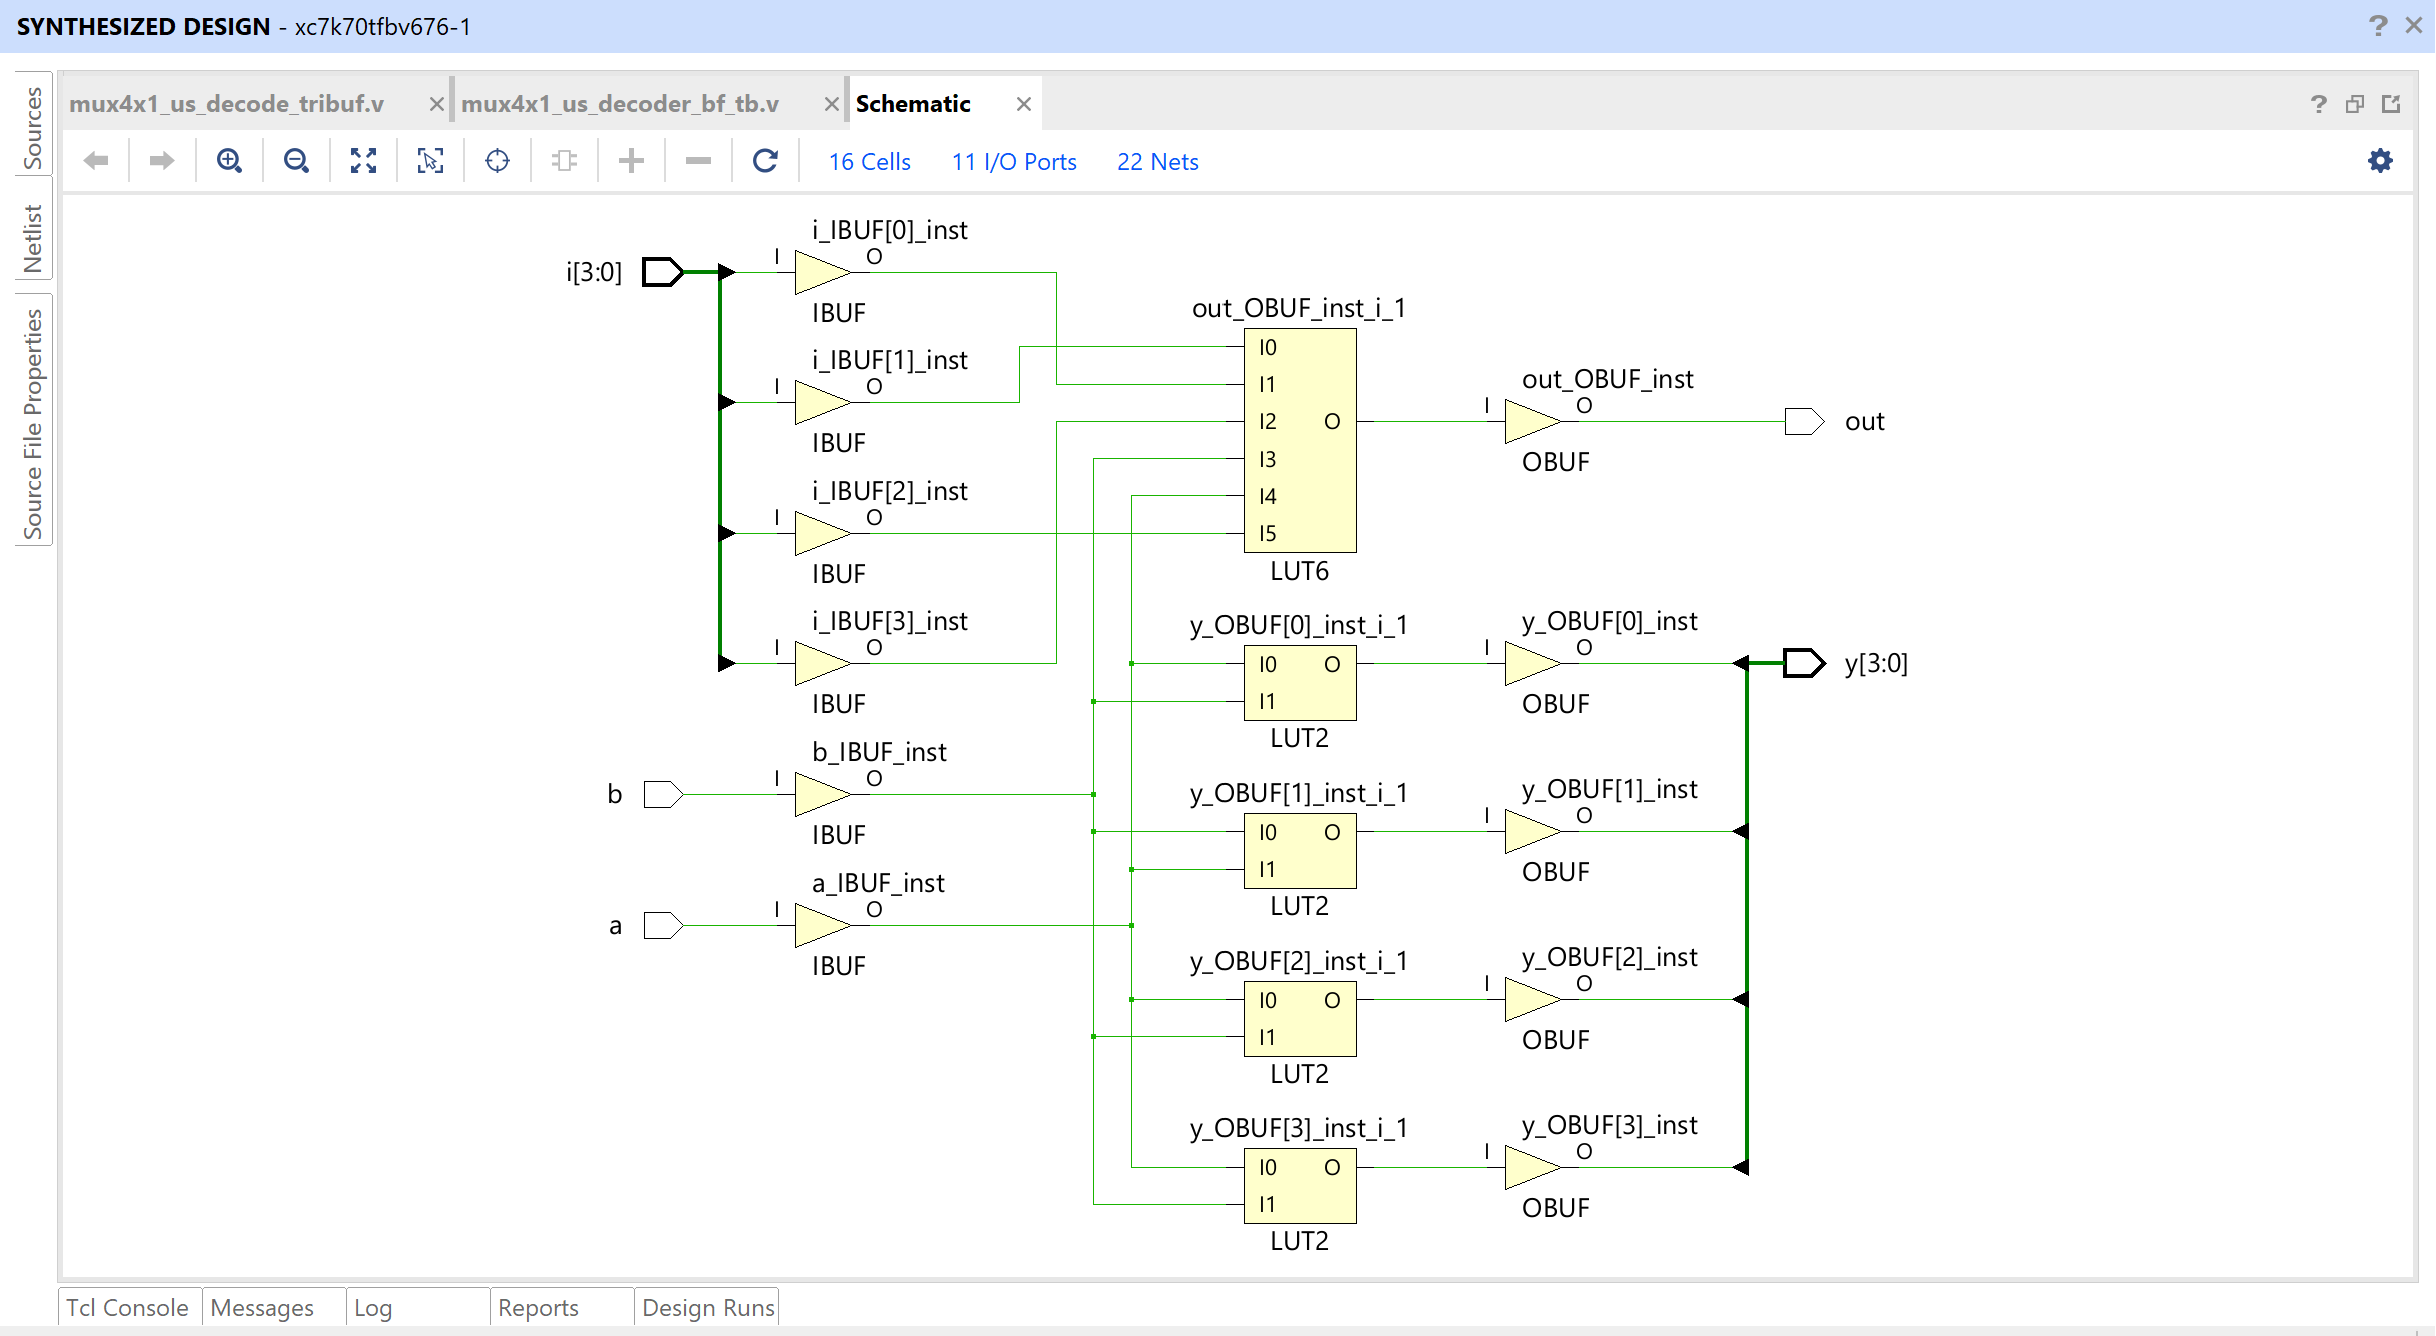 SYNTHESIZED DESIGN - xc7k70tfbv676-1
Sources
Netlist
Source File Properties
mux4x1_us_decode_tribuf.v
mux4x1_us_decoder_bf_tb.v
Schematic
16 Cells
11 I/O Ports
22 Nets
i[3:0]
i_IBUF[0]_inst
I
O
IBUF
i_IBUF[1]_inst
I
O
IBUF
i_IBUF[2]_inst
I
O
IBUF
i_IBUF[3]_inst
I
O
IBUF
b
b_IBUF_inst
I
O
IBUF
a
a_IBUF_inst
I
O
IBUF
out_OBUF_inst_i_1
I0
I1
I2 O
I3
I4
I5
LUT6
out_OBUF_inst
I
O
OBUF
out
y_OBUF[0]_inst_i_1
I0 O
I1
LUT2
y_OBUF[0]_inst
I
O
OBUF
y[3:0]
y_OBUF[1]_inst_i_1
I0 O
I1
LUT2
y_OBUF[1]_inst
I
O
OBUF
y_OBUF[2]_inst_i_1
I0 O
I1
LUT2
y_OBUF[2]_inst
I
O
OBUF
y_OBUF[3]_inst_i_1
I0 O
I1
LUT2
y_OBUF[3]_inst
I
O
OBUF
Tcl Console
Messages
Log
Reports
Design Runs